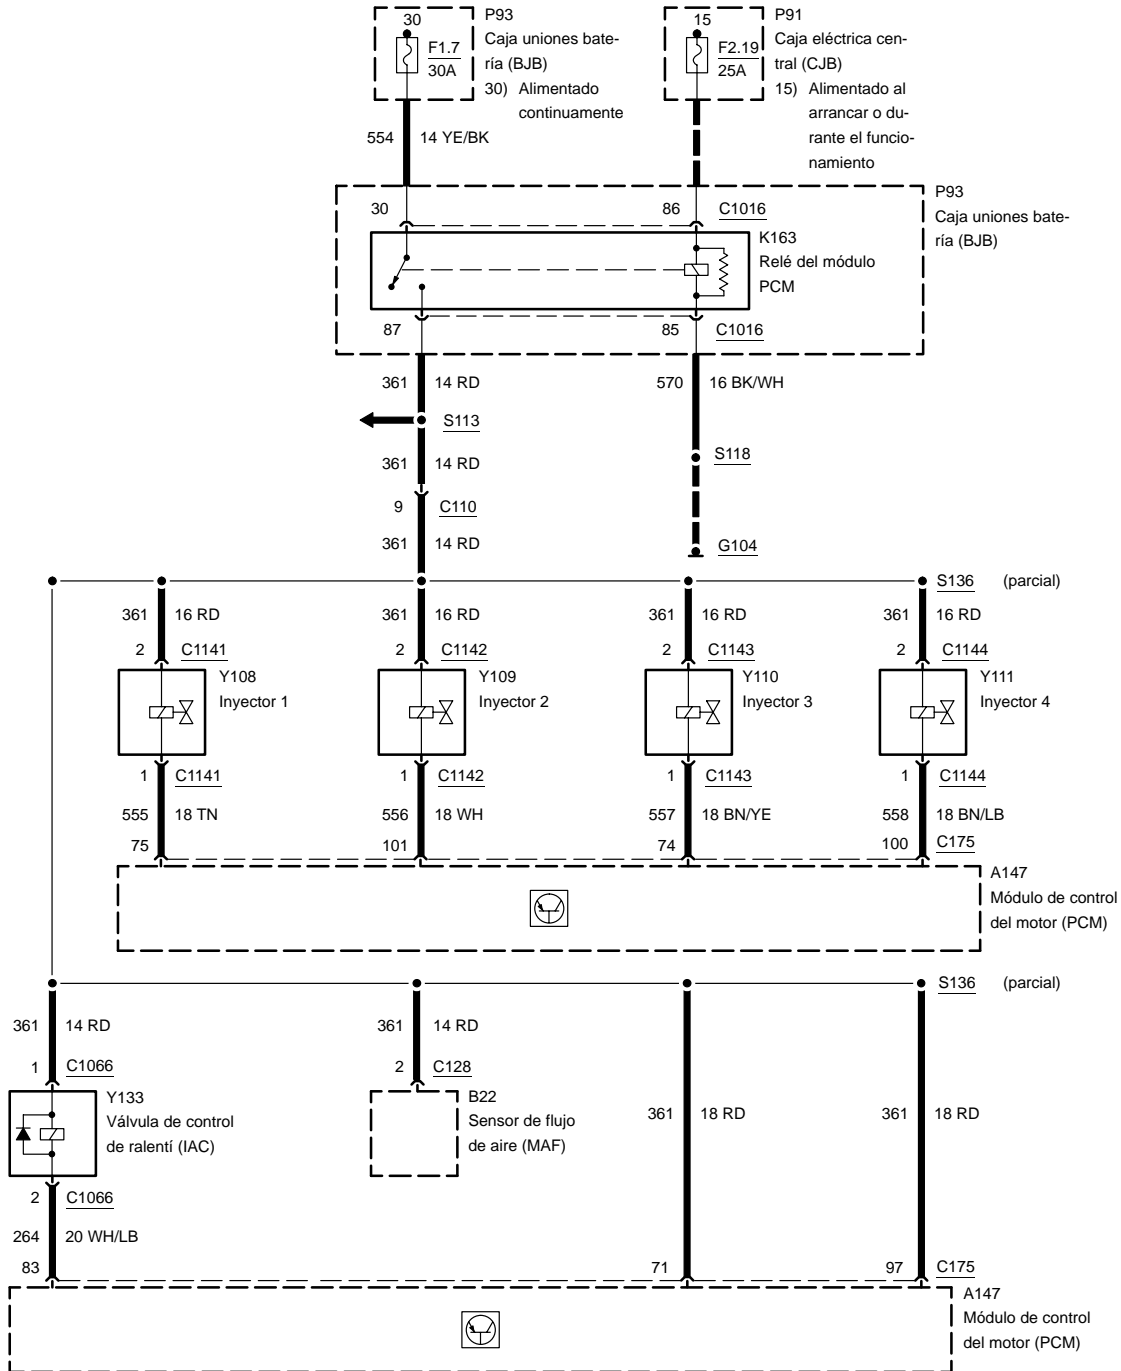 30
F1.7
30A
P93
Caja uniones bate-
ría (BJB)
30) Alimentado
continuamente
15
F2.19
25A
P91
Caja eléctrica cen-
tral (CJB)
15) Alimentado al
arrancar o du-
rante el funcio-
namiento
554 14 YE/BK
P93
Caja uniones bate-
ría (BJB)
30
86 C1016
K163
Relé del módulo
PCM
87
85 C1016
361 14 RD
570 16 BK/WH
S113
S118
361 14 RD
9 C110
361 14 RD
G104
S136 (parcial)
361 16 RD
361 16 RD
361 16 RD
361 16 RD
2 C1141
2 C1142
2 C1143
2 C1144
Y108
Inyector 1
Y109
Inyector 2
Y110
Inyector 3
Y111
Inyector 4
1 C1141
1 C1142
1 C1143
1 C1144
555 18 TN
556 18 WH
557 18 BN/YE
558 18 BN/LB
75
101
74
100 C175
A147
Módulo de control
del motor (PCM)
S136 (parcial)
361 14 RD
361 14 RD
1 C1066
2 C128
Y133
Válvula de control
de ralentí (IAC)
B22
Sensor de flujo
de aire (MAF)
361 18 RD
361 18 RD
2 C1066
264 20 WH/LB
83
71
97 C175
A147
Módulo de control
del motor (PCM)